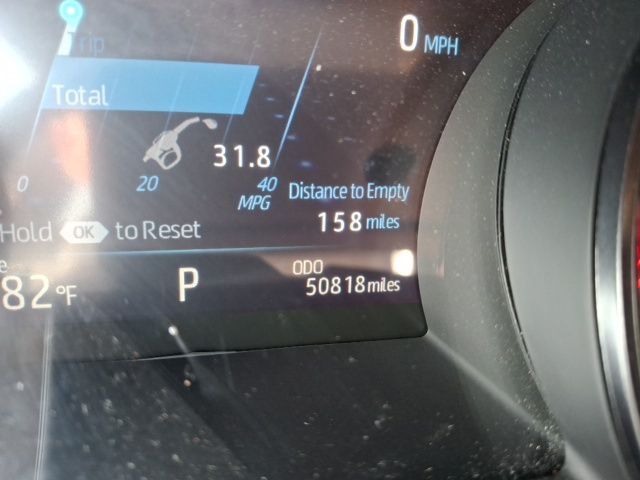 0 MPH
Trip
Total
31.8
0 20 40
MPG
Distance to Empty
158 miles
Hold OK to Reset
82°F
P
ODO
50818 miles